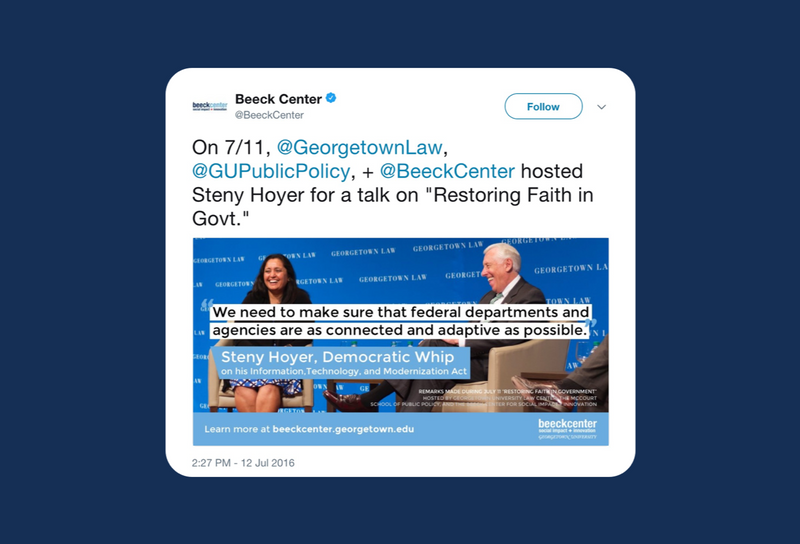 beeckcenter
social impact + innovation
Beeck Center
@BeeckCenter
Follow
On 7/11, @GeorgetownLaw,
@GUPublicPolicy, + @BeeckCenter hosted
Steny Hoyer for a talk on "Restoring Faith in
Govt."
GEORGETOWN LAW GEORGETOWN LAW GEORGETOWN LAW GEORGETOWN LAW
GEORGETOWN LAW GEORGETOWN LAW GEORGETOWN LAW
“We need to make sure that federal departments and
agencies are as connected and adaptive as possible.”
Steny Hoyer, Democratic Whip
on his Information,Technology, and Modernization Act
REMARKS MADE DURING JULY 11 "RESTORING FAITH IN GOVERNMENT"
HOSTED BY GEORGETOWN UNIVERSITY LAW CENTER, THE MCCOURT
SCHOOL OF PUBLIC POLICY, AND THE BEECK CENTER FOR SOCIAL IMPACT + INNOVATION
Learn more at beeckcenter.georgetown.edu
beeckcenter
social impact + innovation
GEORGETOWN UNIVERSITY
2:27 PM - 12 Jul 2016